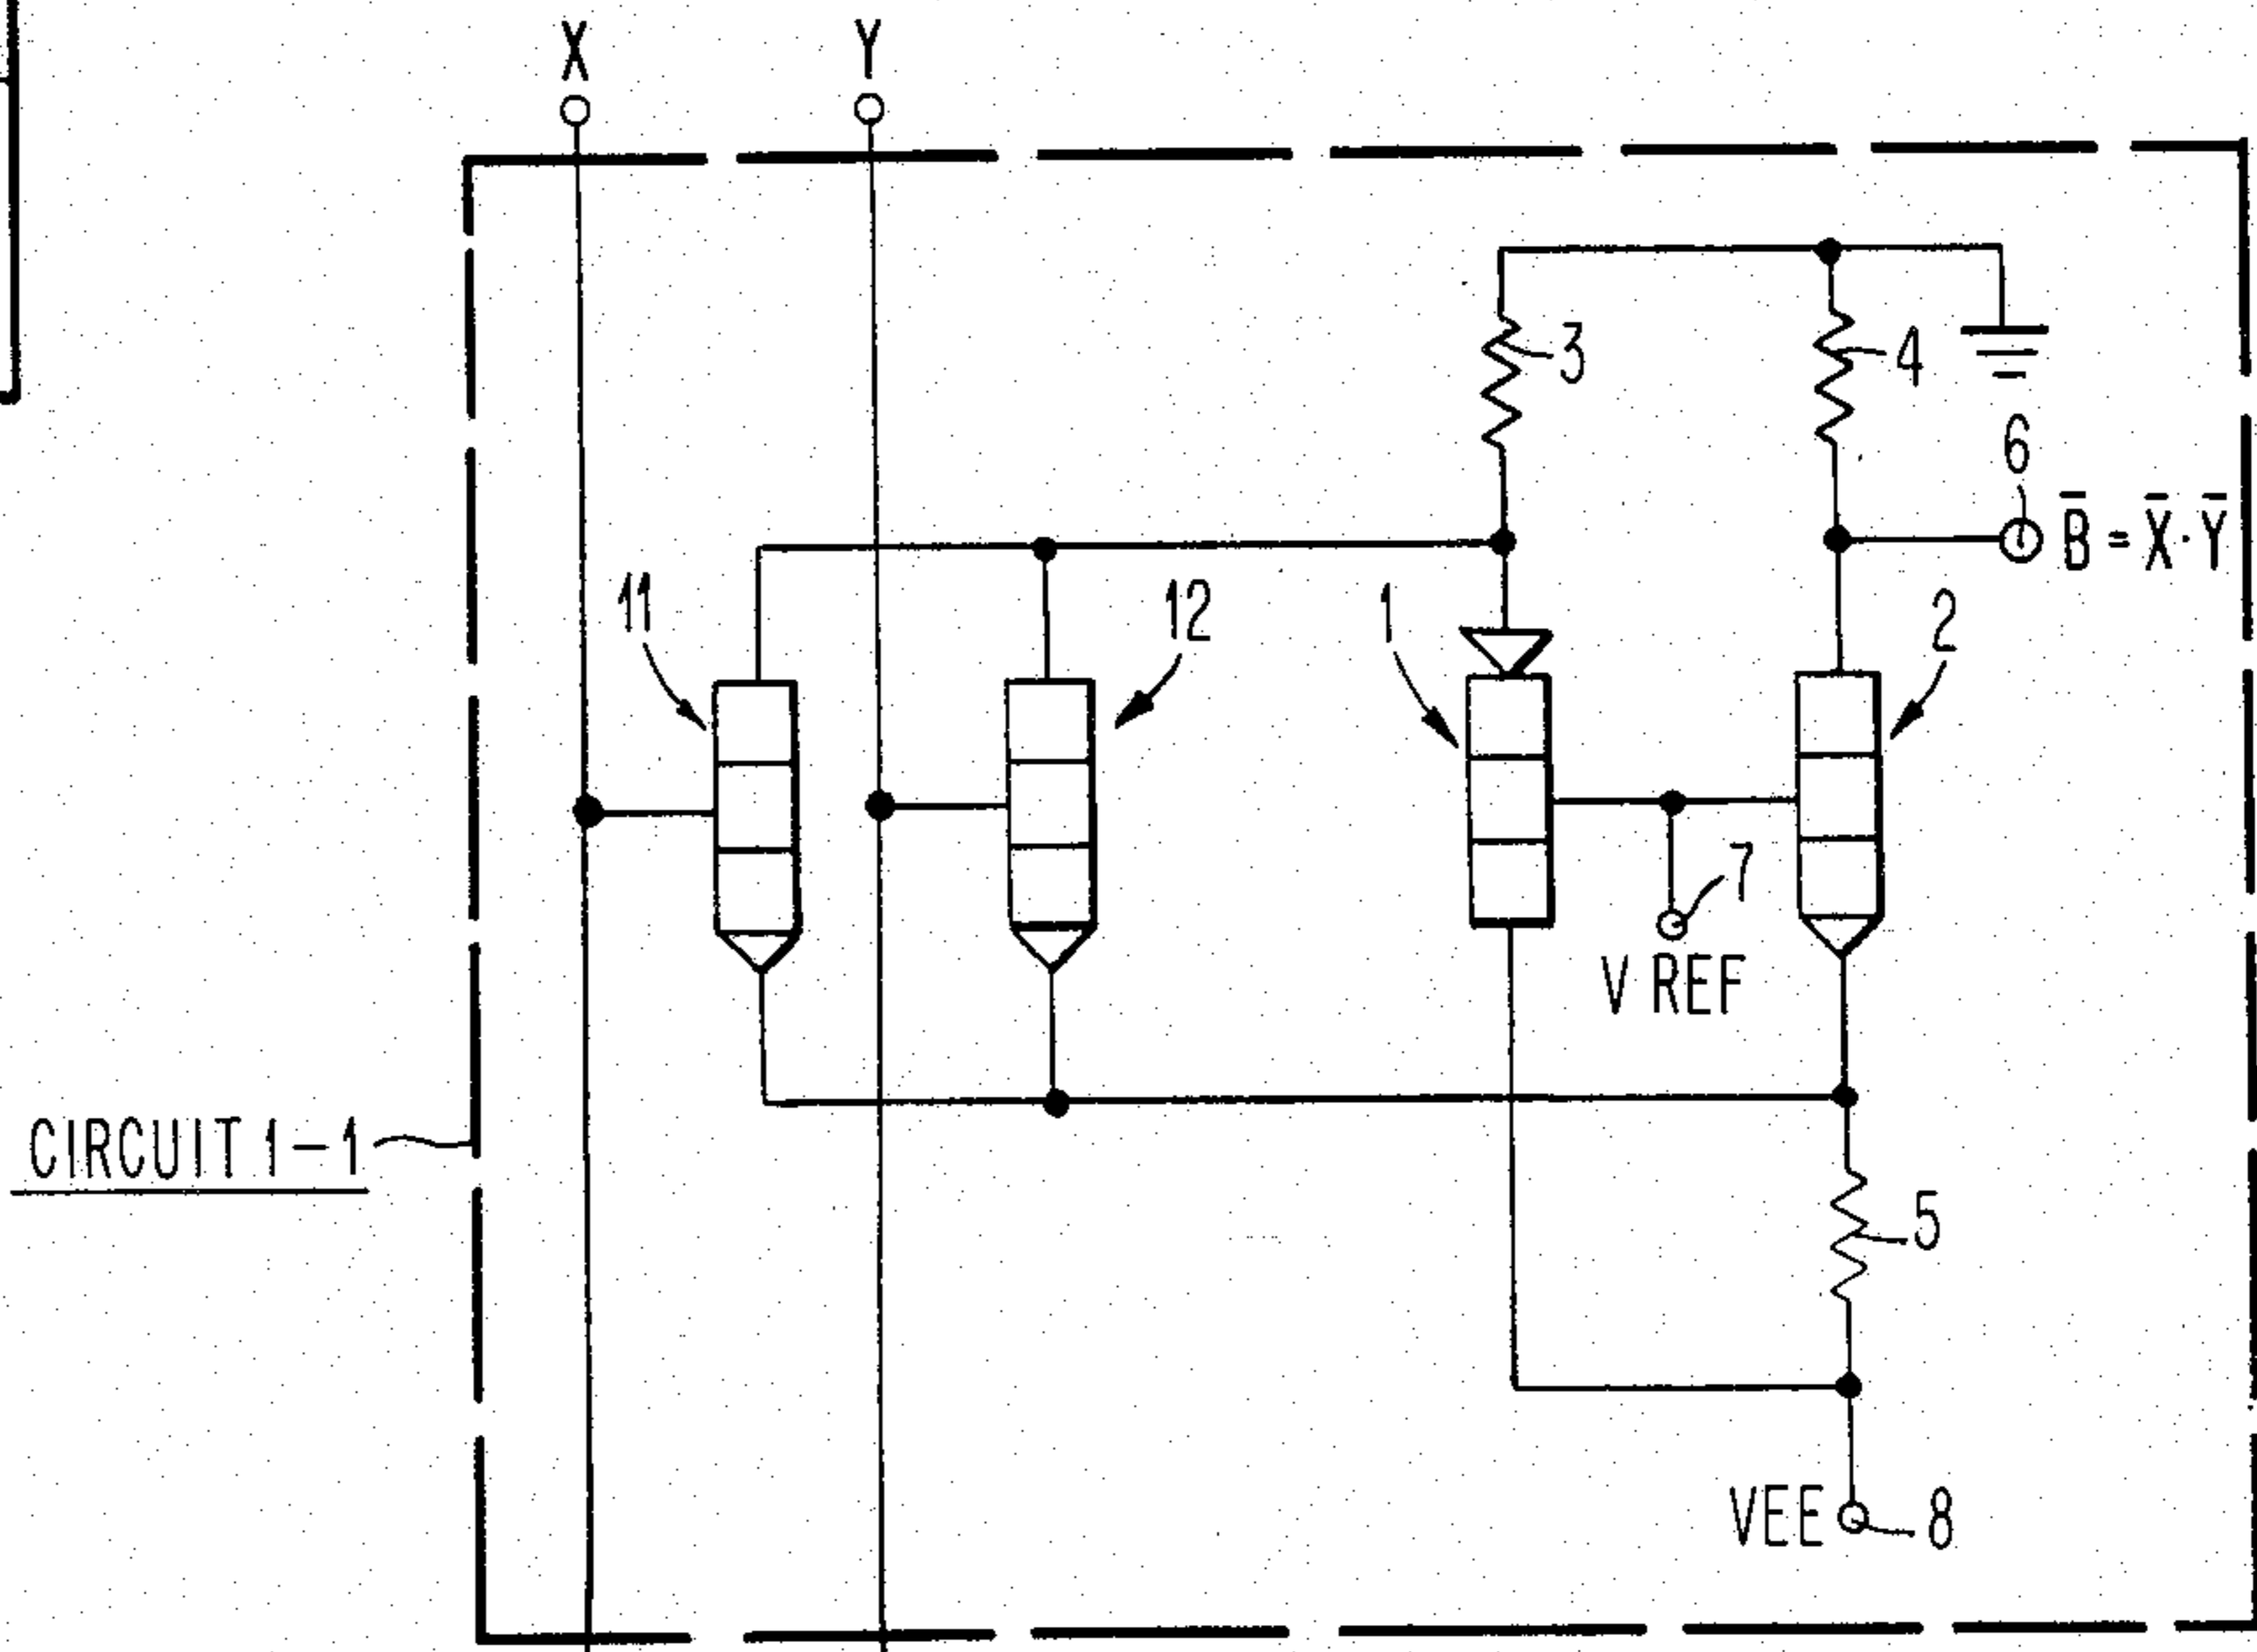 X Y
3 4
6
B̅ = X̅·Y̅
11 12 1 2
7
V REF
CIRCUIT 1-1
5
VEE 8